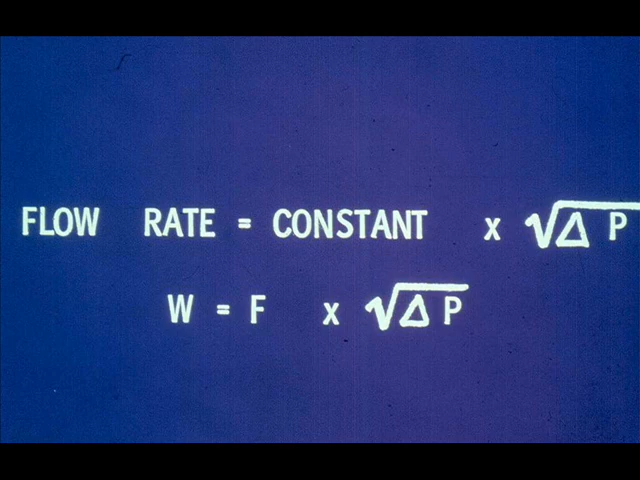 FLOW RATE = CONSTANT x √Δ P
W = F x √Δ P